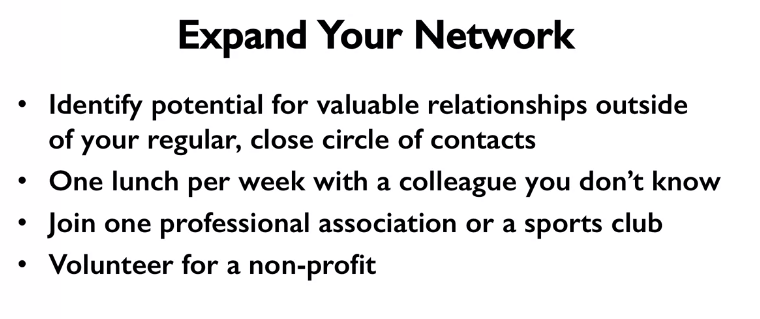 Expand Your Network
• Identify potential for valuable relationships outside
of your regular, close circle of contacts
• One lunch per week with a colleague you don’t know
• Join one professional association or a sports club
• Volunteer for a non-profit